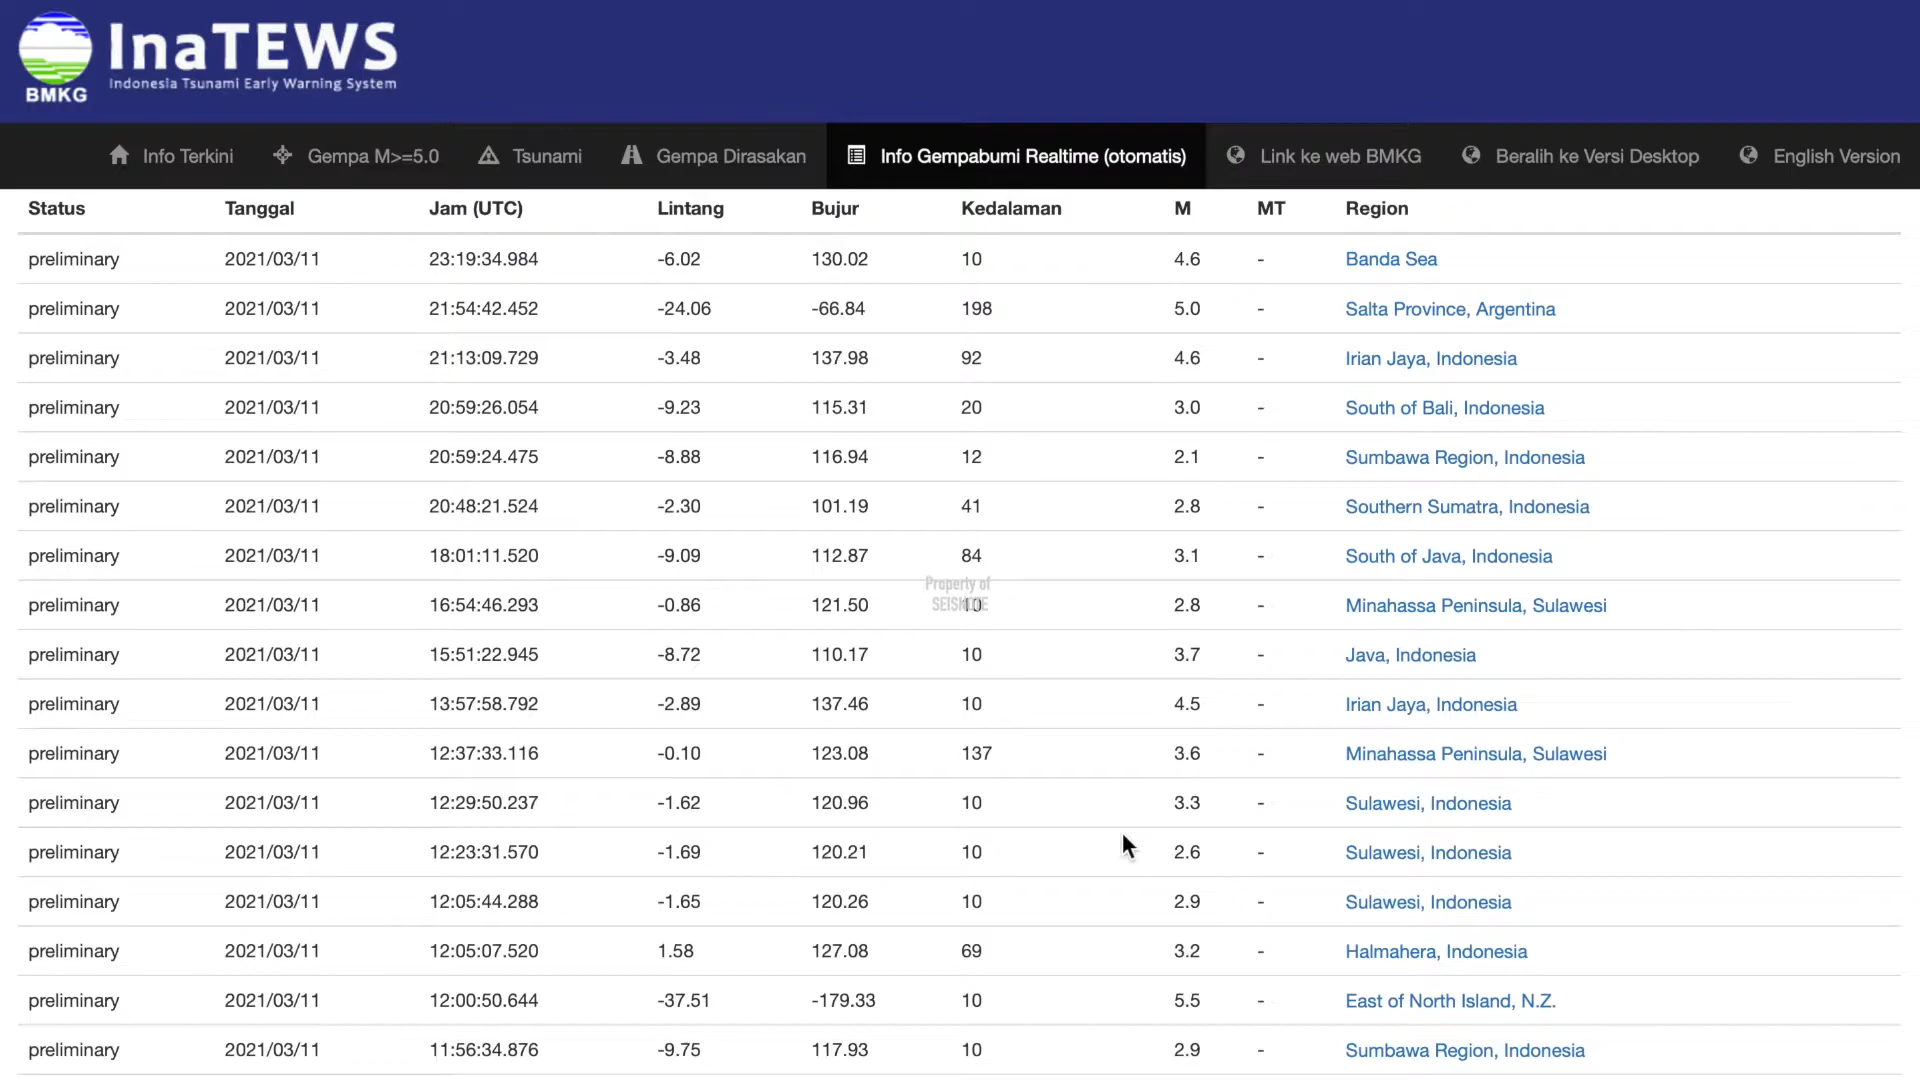 InaTEWS
Indonesia Tsunami Early Warning System
BMKG
Info Terkini Gempa M>=5.0 Tsunami Gempa Dirasakan Info Gempabumi Realtime (otomatis) Link ke web BMKG Beralih ke Versi Desktop English Version
Status Tanggal Jam (UTC) Lintang Bujur Kedalaman M MT Region
preliminary 2021/03/11 23:19:34.984 -6.02 130.02 10 4.6 - Banda Sea
preliminary 2021/03/11 21:54:42.452 -24.06 -66.84 198 5.0 - Salta Province, Argentina
preliminary 2021/03/11 21:13:09.729 -3.48 137.98 92 4.6 - Irian Jaya, Indonesia
preliminary 2021/03/11 20:59:26.054 -9.23 115.31 20 3.0 - South of Bali, Indonesia
preliminary 2021/03/11 20:59:24.475 -8.88 116.94 12 2.1 - Sumbawa Region, Indonesia
preliminary 2021/03/11 20:48:21.524 -2.30 101.19 41 2.8 - Southern Sumatra, Indonesia
preliminary 2021/03/11 18:01:11.520 -9.09 112.87 84 3.1 - South of Java, Indonesia
Property of
preliminary 2021/03/11 16:54:46.293 -0.86 121.50 10 2.8 - Minahassa Peninsula, Sulawesi
preliminary 2021/03/11 15:51:22.945 -8.72 110.17 10 3.7 - Java, Indonesia
preliminary 2021/03/11 13:57:58.792 -2.89 137.46 10 4.5 - Irian Jaya, Indonesia
preliminary 2021/03/11 12:37:33.116 -0.10 123.08 137 3.6 - Minahassa Peninsula, Sulawesi
preliminary 2021/03/11 12:29:50.237 -1.62 120.96 10 3.3 - Sulawesi, Indonesia
preliminary 2021/03/11 12:23:31.570 -1.69 120.21 10 2.6 - Sulawesi, Indonesia
preliminary 2021/03/11 12:05:44.288 -1.65 120.26 10 2.9 - Sulawesi, Indonesia
preliminary 2021/03/11 12:05:07.520 1.58 127.08 69 3.2 - Halmahera, Indonesia
preliminary 2021/03/11 12:00:50.644 -37.51 -179.33 10 5.5 - East of North Island, N.Z.
preliminary 2021/03/11 11:56:34.876 -9.75 117.93 10 2.9 - Sumbawa Region, Indonesia